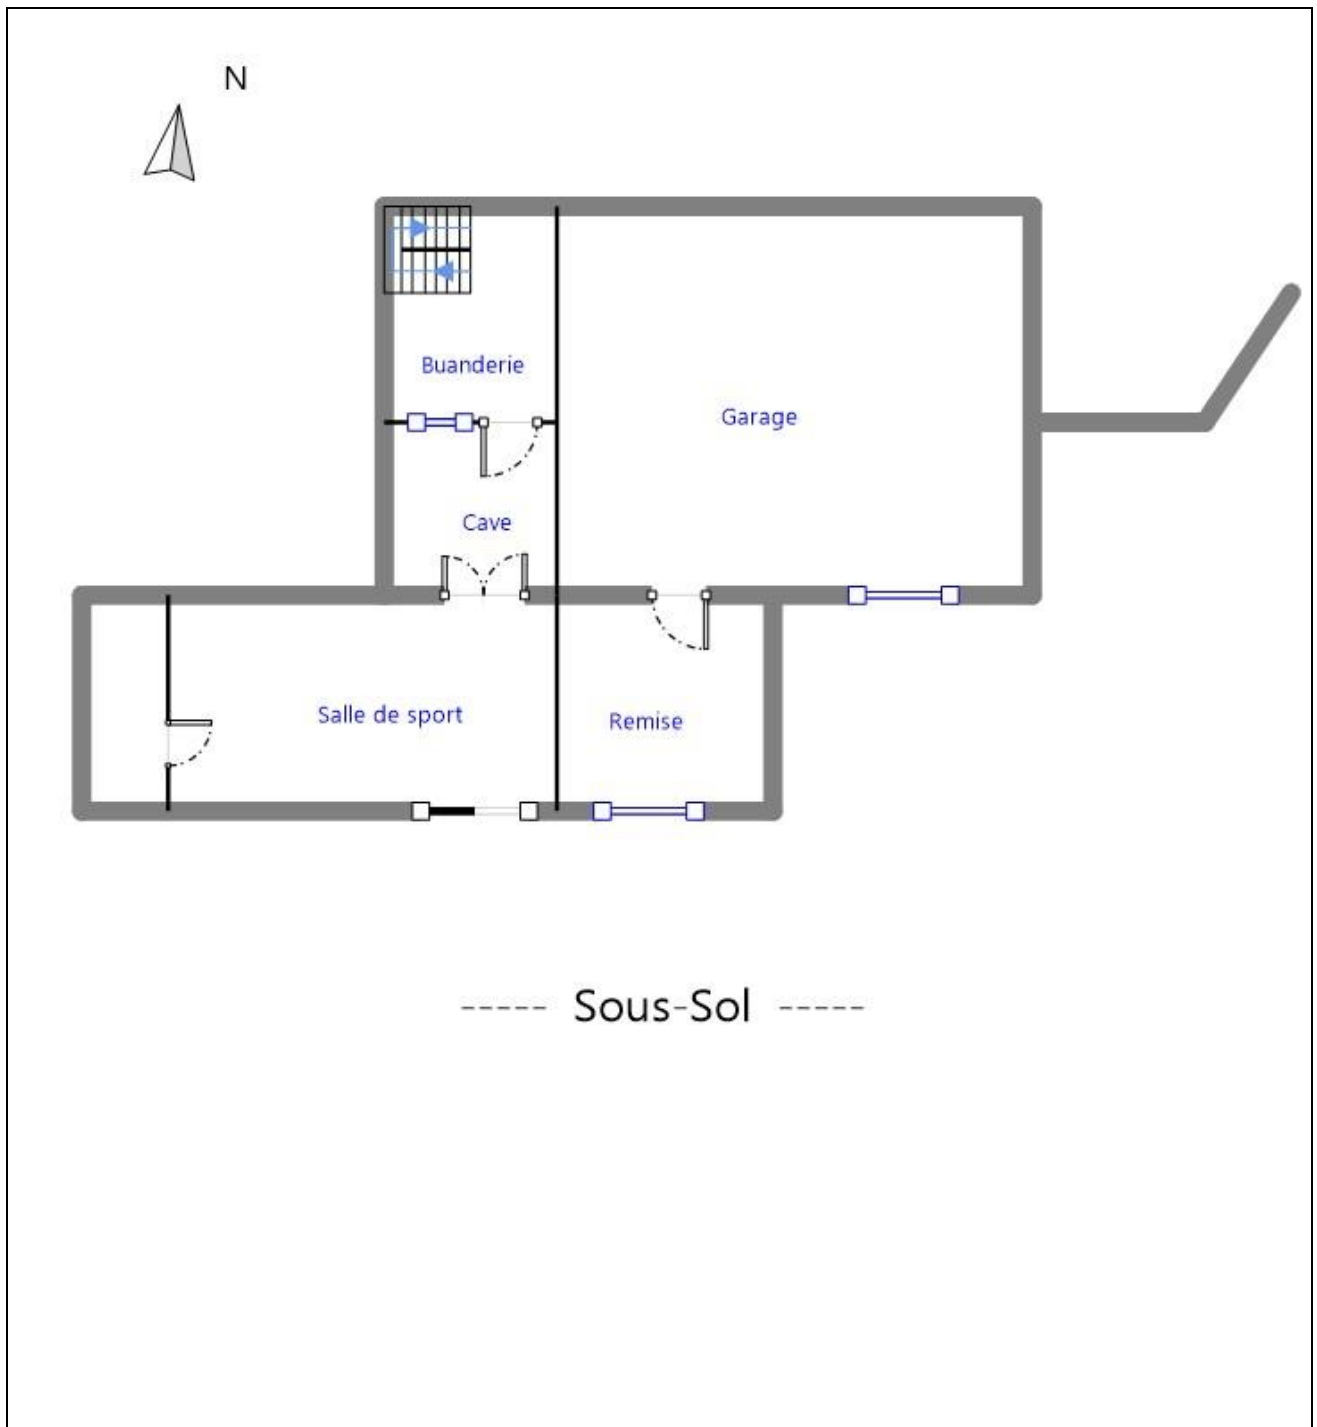 N
Buanderie
Garage
Cave
Salle de sport
Remise
----- Sous-Sol -----